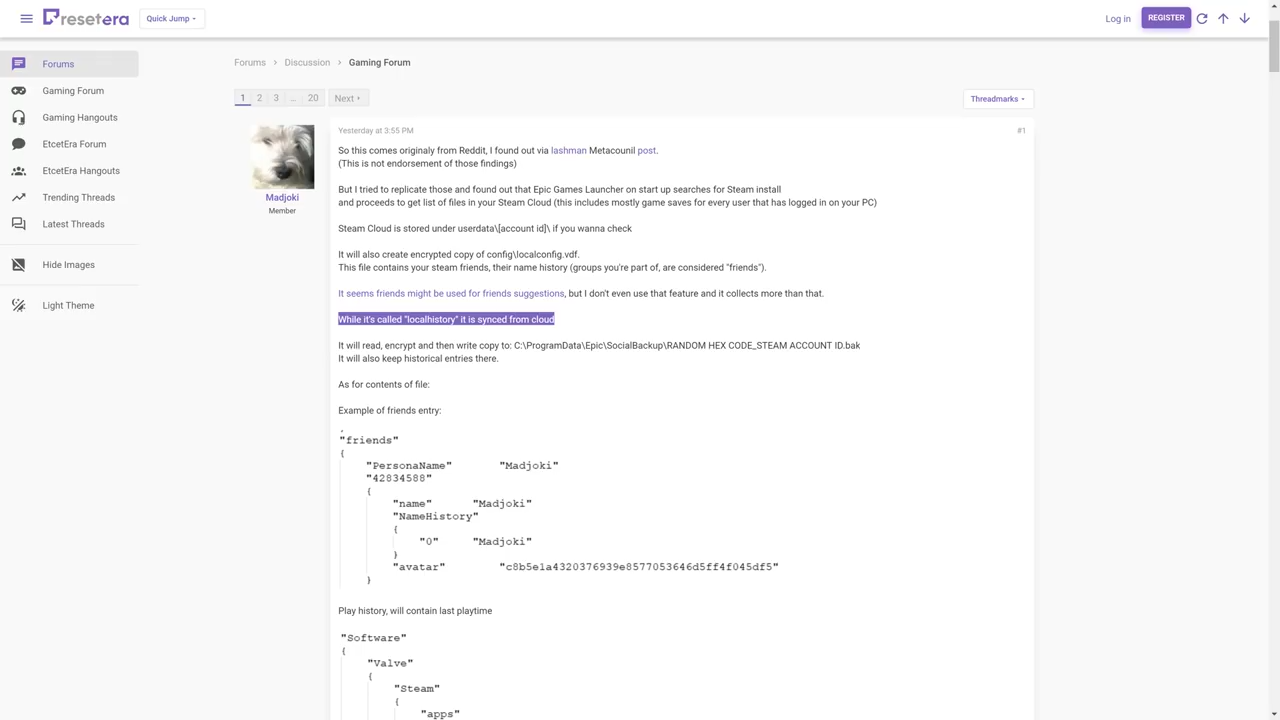 resetera
Quick Jump
Log in
REGISTER
Forums
Gaming Forum
Gaming Hangouts
EtcetEra Forum
EtcetEra Hangouts
Trending Threads
Latest Threads
Hide Images
Light Theme
Forums > Discussion > Gaming Forum
1 2 3 ... 20 Next
Threadmarks
Madjoki
Member
Yesterday at 3:55 PM
#1
So this comes originaly from Reddit, I found out via lashman Metacounil post.
(This is not endorsement of those findings)
But I tried to replicate those and found out that Epic Games Launcher on start up searches for Steam install
and proceeds to get list of files in your Steam Cloud (this includes mostly game saves for every user that has logged in on your PC)
Steam Cloud is stored under userdata\[account id]\ if you wanna check
It will also create encrypted copy of config\localconfig.vdf.
This file contains your steam friends, their name history (groups you're part of, are considered "friends").
It seems friends might be used for friends suggestions, but I don't even use that feature and it collects more than that.
While it's called "localhistory" it is synced from cloud
It will read, encrypt and then write copy to: C:\ProgramData\Epic\SocialBackup\RANDOM HEX CODE_STEAM ACCOUNT ID.bak
It will also keep historical entries there.
As for contents of file:
Example of friends entry:
"friends"
{
"PersonaName" "Madjoki"
"42834588"
{
"name" "Madjoki"
"NameHistory"
{
"0" "Madjoki"
}
"avatar" "c8b5e1a4320376939e8577053646d5ff4f045df5"
}
Play history, will contain last playtime
"Software"
{
"Valve"
{
"Steam"
{
"apps"